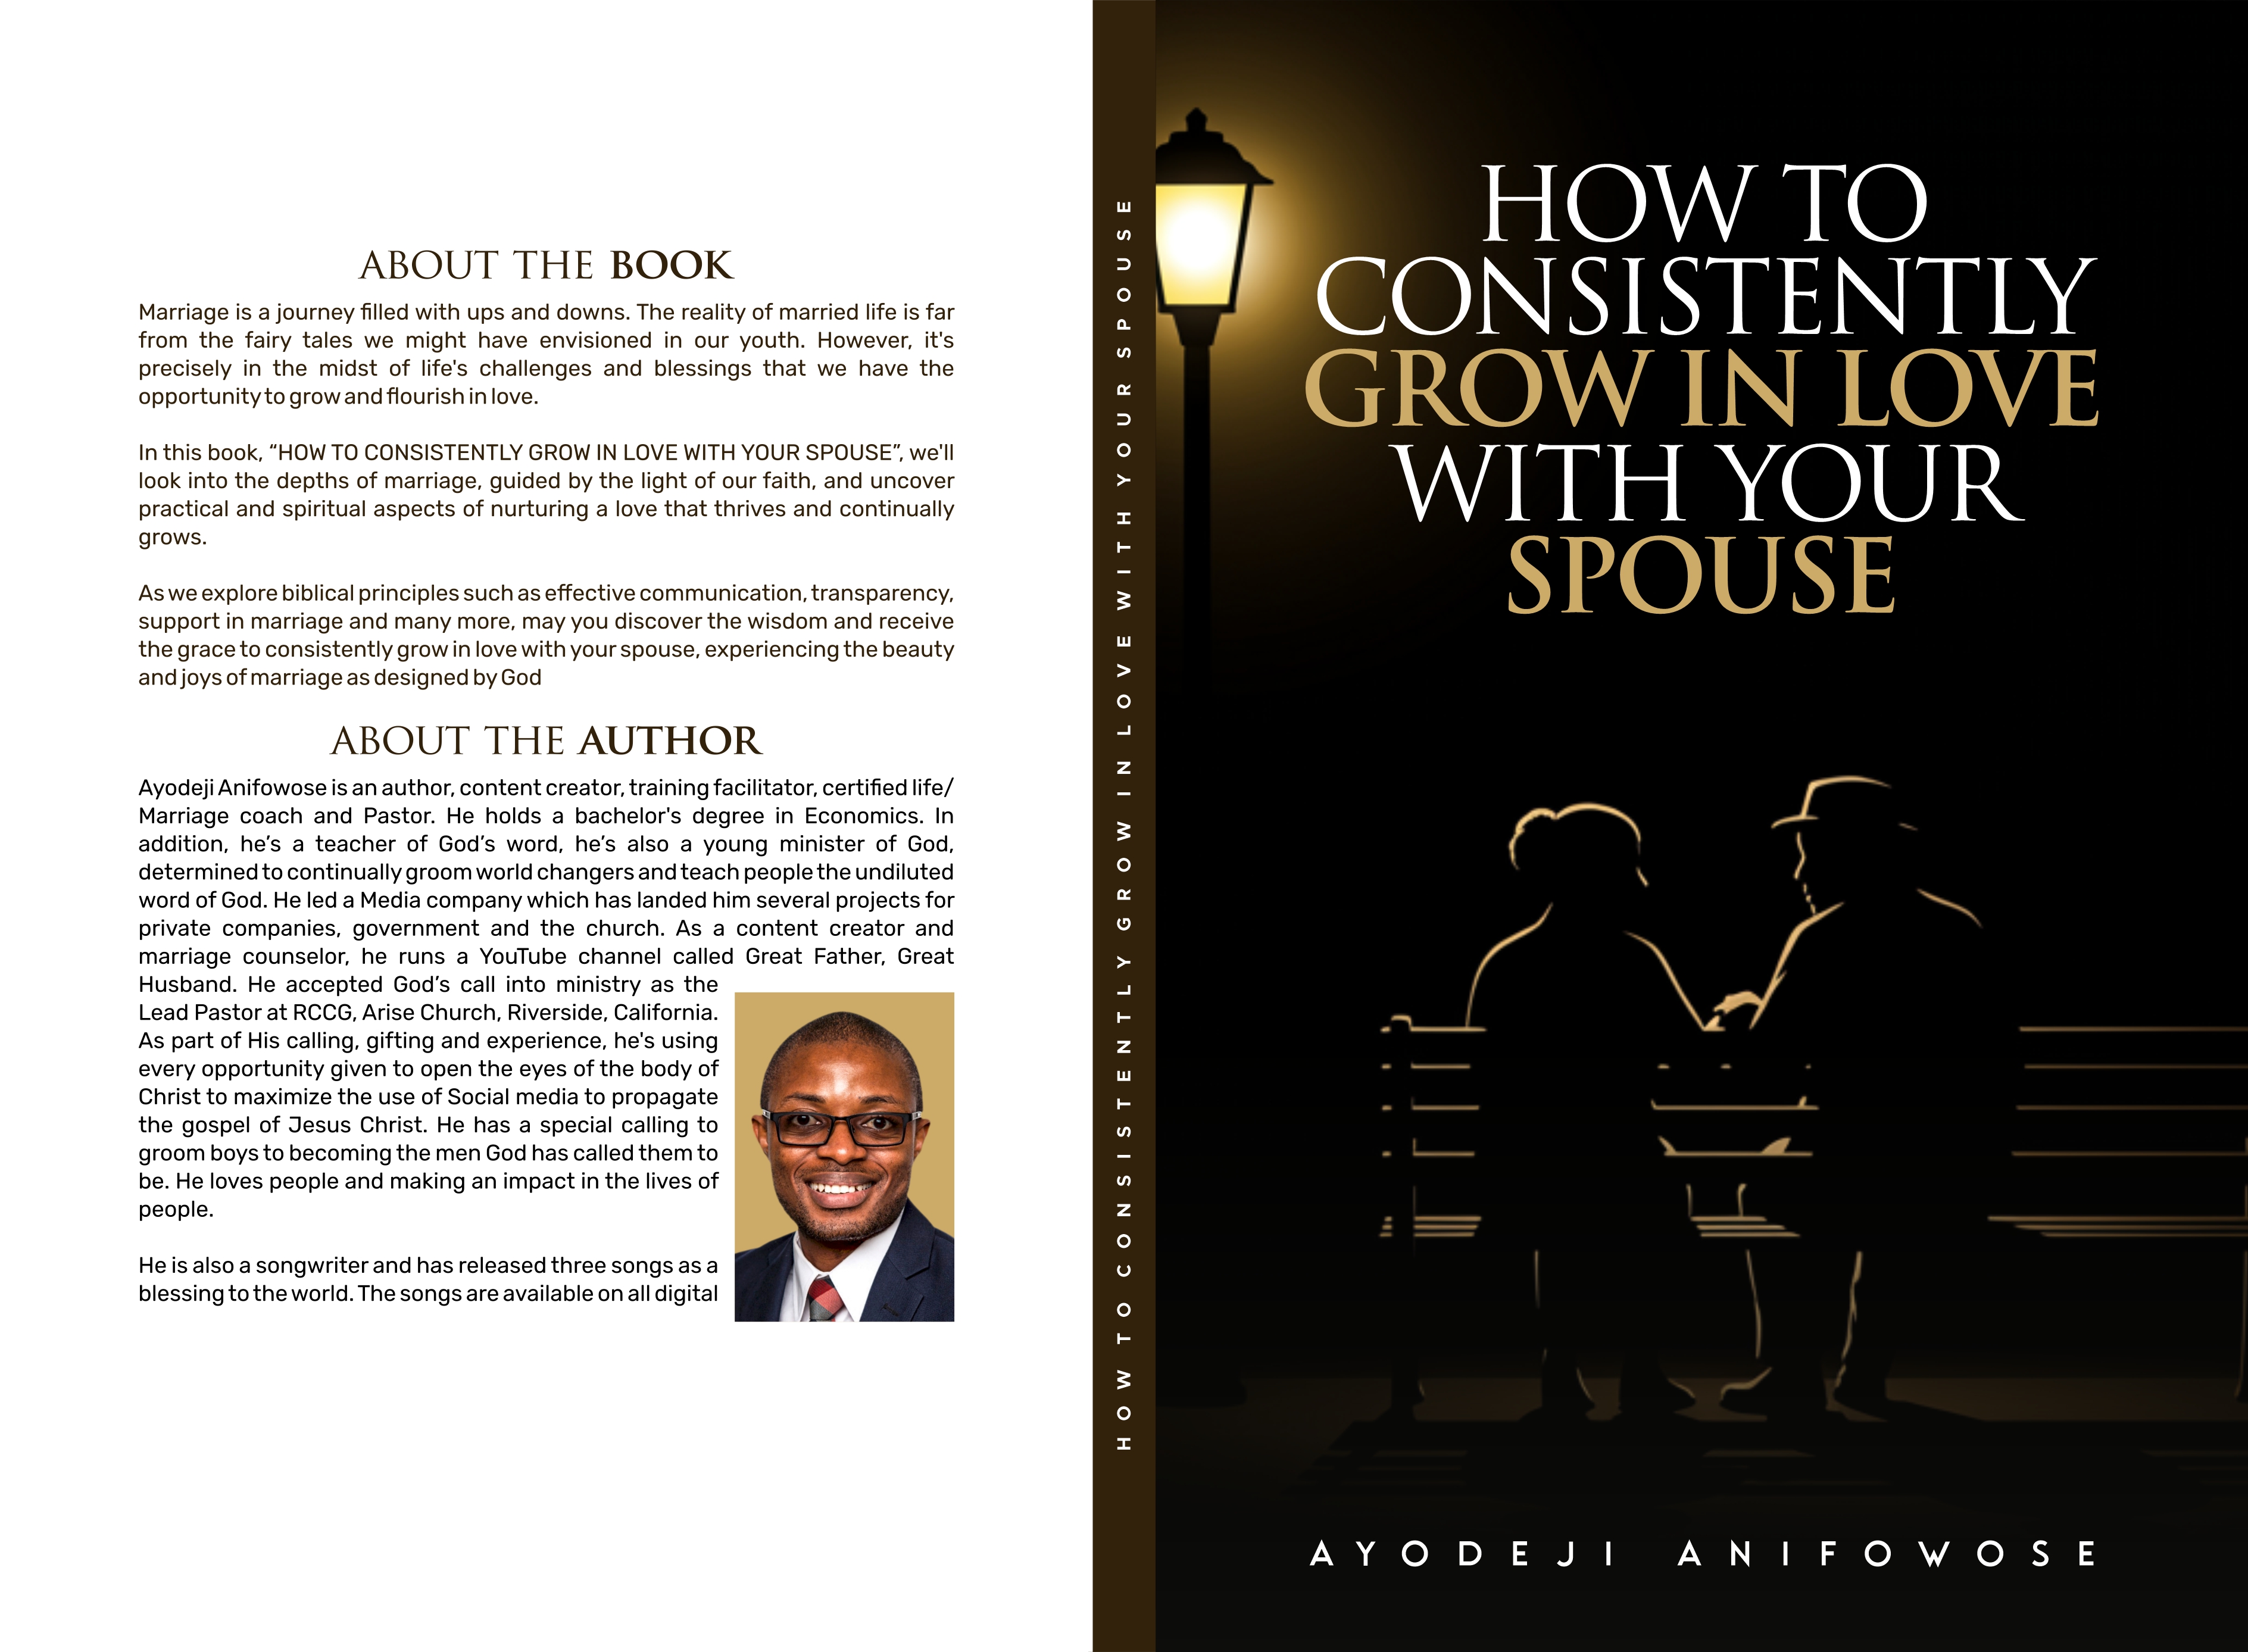 ABOUT THE BOOK
Marriage is a journey filled with ups and downs. The reality of married life is far
from the fairy tales we might have envisioned in our youth. However, it's
precisely in the midst of life's challenges and blessings that we have the
opportunity to grow and flourish in love.
In this book, “HOW TO CONSISTENTLY GROW IN LOVE WITH YOUR SPOUSE”, we'll
look into the depths of marriage, guided by the light of our faith, and uncover
practical and spiritual aspects of nurturing a love that thrives and continually
grows.
As we explore biblical principles such as effective communication, transparency,
support in marriage and many more, may you discover the wisdom and receive
the grace to consistently grow in love with your spouse, experiencing the beauty
and joys of marriage as designed by God
ABOUT THE AUTHOR
Ayodeji Anifowose is an author, content creator, training facilitator, certified life/
Marriage coach and Pastor. He holds a bachelor's degree in Economics. In
addition, he’s a teacher of God’s word, he’s also a young minister of God,
determined to continually groom world changers and teach people the undiluted
word of God. He led a Media company which has landed him several projects for
private companies, government and the church. As a content creator and
marriage counselor, he runs a YouTube channel called Great Father, Great
Husband. He accepted God’s call into ministry as the
Lead Pastor at RCCG, Arise Church, Riverside, California.
As part of His calling, gifting and experience, he's using
every opportunity given to open the eyes of the body of
Christ to maximize the use of Social media to propagate
the gospel of Jesus Christ. He has a special calling to
groom boys to becoming the men God has called them to
be. He loves people and making an impact in the lives of
people.
He is also a songwriter and has released three songs as a
blessing to the world. The songs are available on all digital
HOW TO CONSISTENTLY GROW IN LOVE WITH YOUR SPOUSE
HOW TO
CONSISTENTLY
GROW IN LOVE
WITH YOUR
SPOUSE
AYODEJI ANIFOWOSE